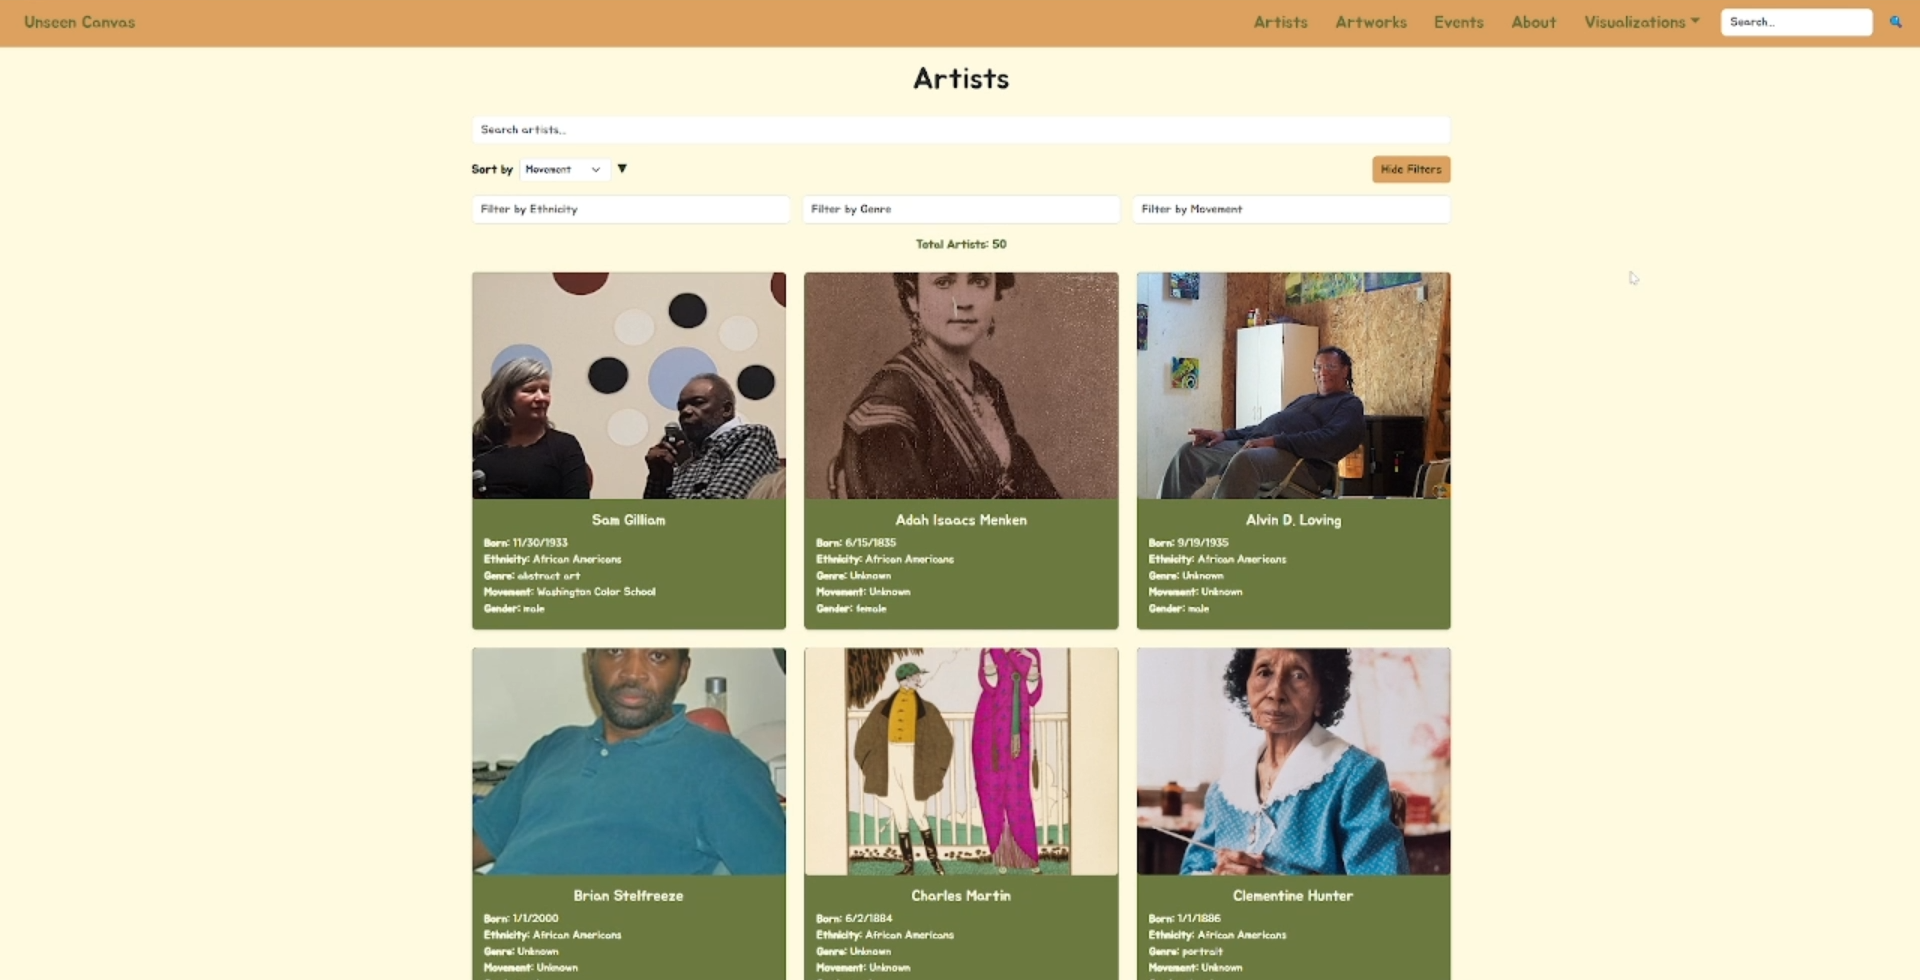 Unseen Canvas
Artists Artworks Events About Visualizations Search..
Artists
Search artists..
Sort by Movement ▼ Hide Filters
Filter by Ethnicity Filter by Genre Filter by Movement
Total Artists: 50
Sam Gilliam
Born: 11/30/1933
Ethnicity: African Americans
Genre: abstract art
Movement: Washington Color School
Gender: male
Adah Isaacs Menken
Born: 6/15/1835
Ethnicity: African Americans
Genre: Unknown
Movement: Unknown
Gender: female
Alvin D. Loving
Born: 9/19/1935
Ethnicity: African Americans
Genre: Unknown
Movement: Unknown
Gender: male
Brian Stelfreeze
Born: 1/1/2000
Ethnicity: African Americans
Genre: Unknown
Movement: Unknown
Charles Martin
Born: 6/2/1884
Ethnicity: African Americans
Genre: Unknown
Movement: Unknown
Clementine Hunter
Born: 1/1/1886
Ethnicity: African Americans
Genre: portrait
Movement: Unknown